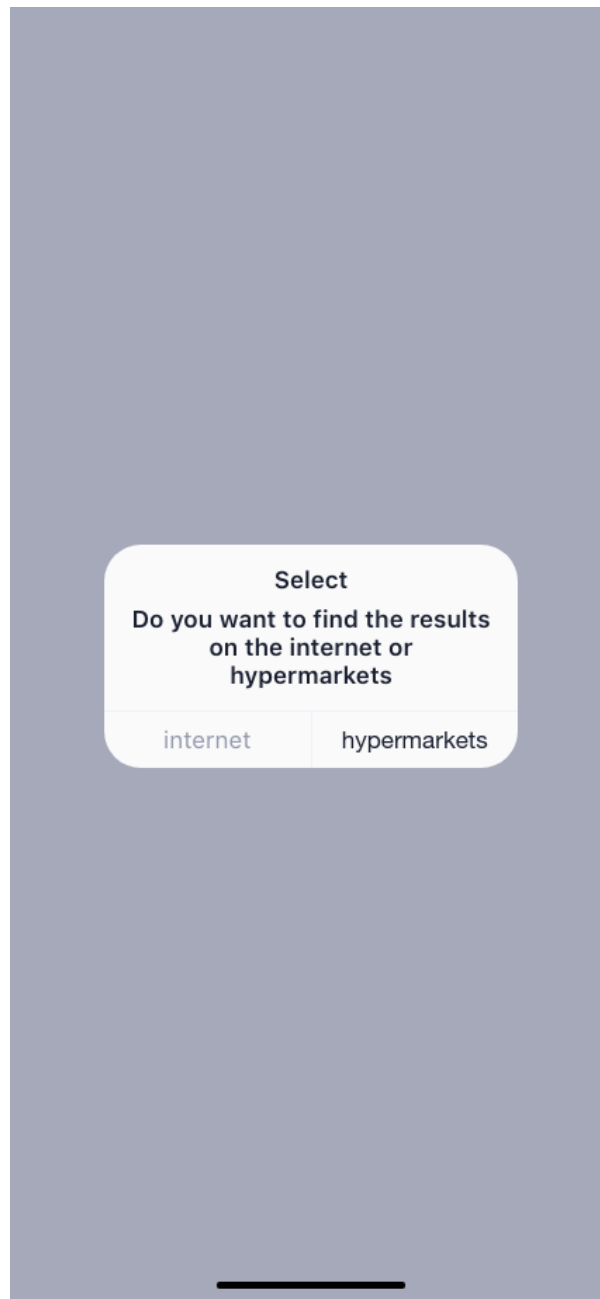 Select
Do you want to find the results
on the internet or
hypermarkets
internet
hypermarkets